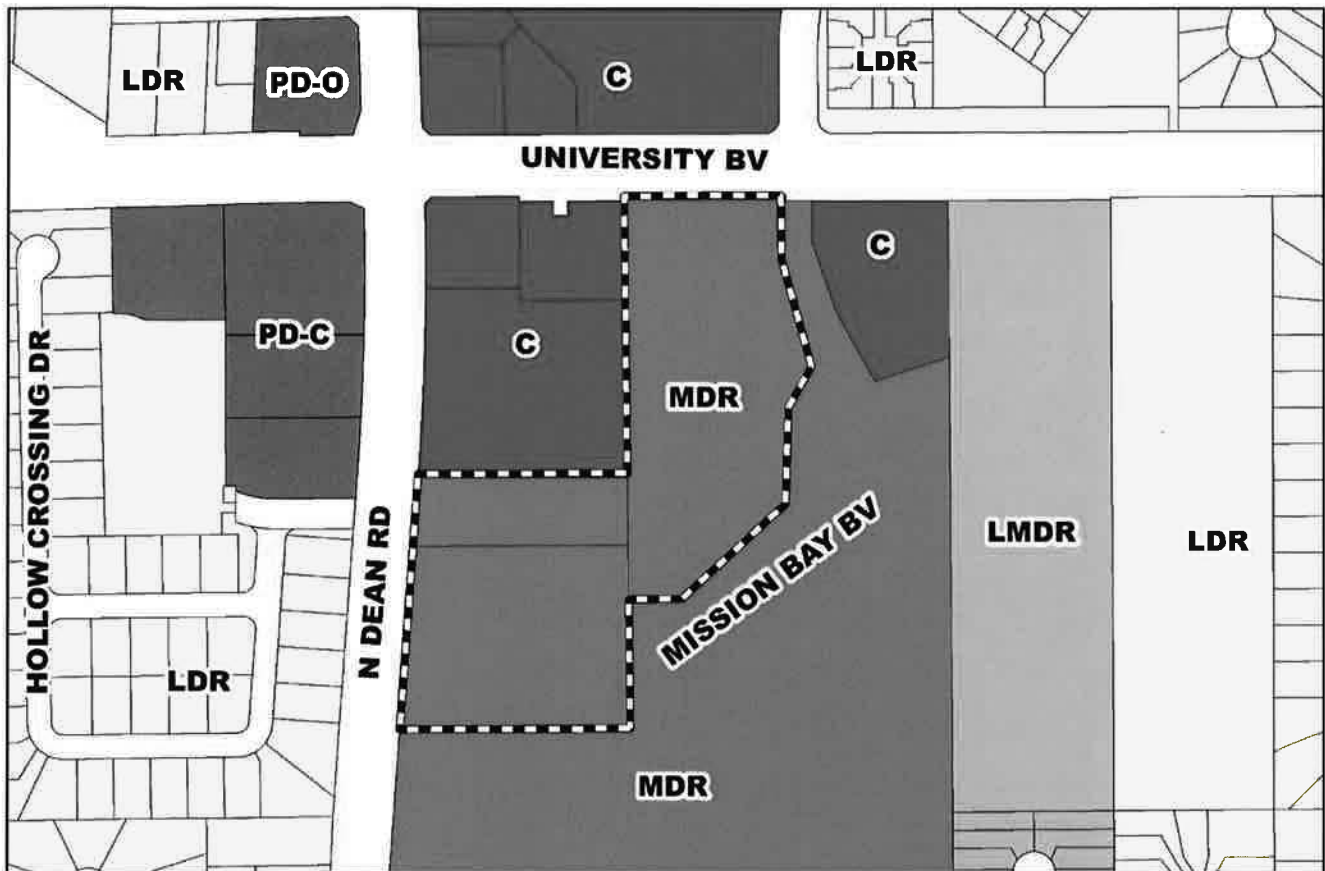 LDR
PD-O
C
LDR
UNIVERSITY BV
C
PD-C
C
MDR
HOLLOW CROSSING DR
N DEAN RD
MISSION BAY BV
LMDR
LDR
LDR
MDR